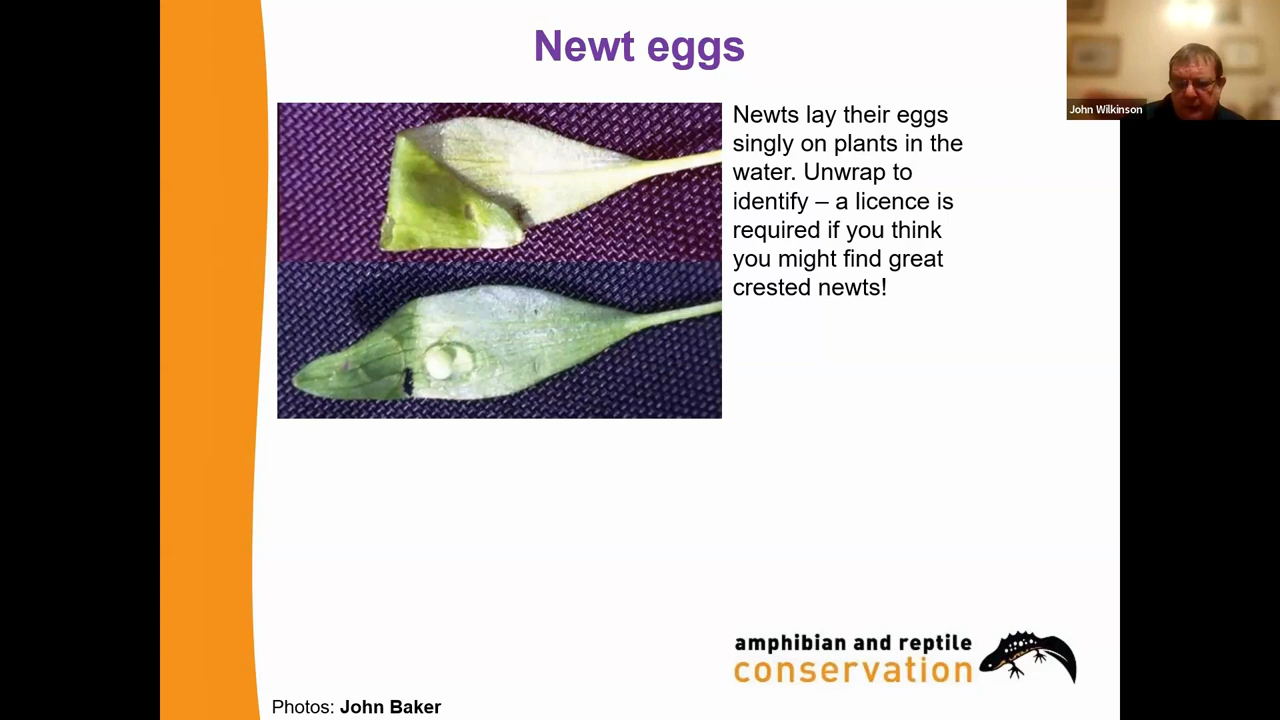 Newt eggs
John Wilkinson
Newts lay their eggs
singly on plants in the
water. Unwrap to
identify – a licence is
required if you think
you might find great
crested newts!
amphibian and reptile
conservation
Photos: John Baker